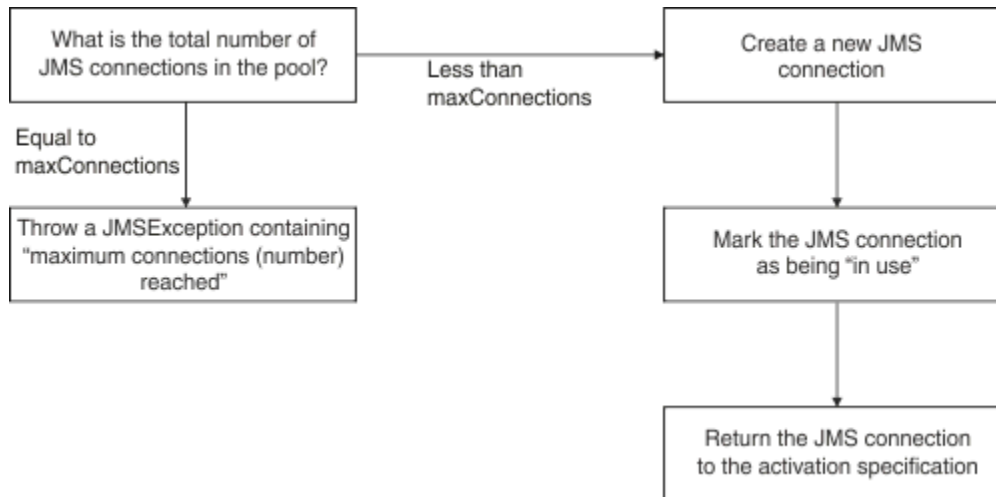 What is the total number of
JMS connections in the pool?
Less than
maxConnections
Create a new JMS
connection
Equal to
maxConnections
Throw a JMSException containing
“maximum connections (number)
reached”
Mark the JMS connection
as being “in use”
Return the JMS connection
to the activation specification